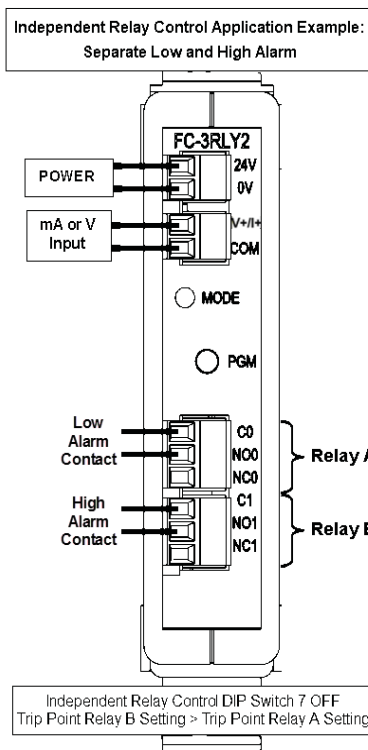 Independent Relay Control Application Example:
Separate Low and High Alarm
FC-3RLY2
POWER
24V
0V
mA or V
Input
V+/I+
COM
MODE
PGM
Low
Alarm
Contact
C0
NO0
NC0
Relay A
High
Alarm
Contact
C1
NO1
NC1
Relay B
Independent Relay Control DIP Switch 7 OFF
Trip Point Relay B Setting > Trip Point Relay A Setting